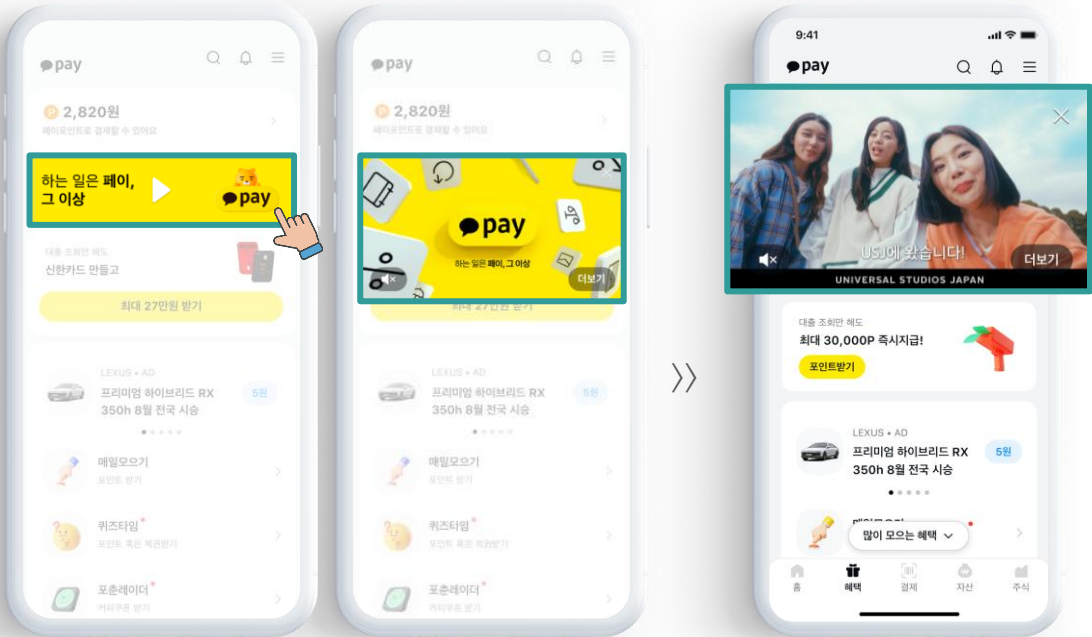 pay
2,820원
페이포인트로 결제할 수 있어요
하는 일은 페이,
그 이상
pay
대출 조회만 해도
신한카드 만들고
최대 27만원 받기
LEXUS • AD
프리미엄 하이브리드 RX
350h 8월 전국 시승
5원
매일모으기
포인트 받기
퀴즈타임
포인트 혹은 복권받기
포춘레이더
커피쿠폰 받기
pay
2,820원
페이포인트로 결제할 수 있어요
pay
하는 일은 페이, 그 이상
더보기
최대 27만원 받기
LEXUS • AD
프리미엄 하이브리드 RX
350h 8월 전국 시승
5원
매일모으기
포인트 받기
퀴즈타임
포인트 혹은 복권받기
포춘레이더
커피쿠폰 받기
9:41
pay
USJ에 왔습니다!
더보기
UNIVERSAL STUDIOS JAPAN
대출 조회만 해도
최대 30,000P 즉시지급!
포인트받기
LEXUS • AD
프리미엄 하이브리드 RX
350h 8월 전국 시승
5원
매일모으기
많이 모으는 혜택
홈
혜택
결제
자산
주식